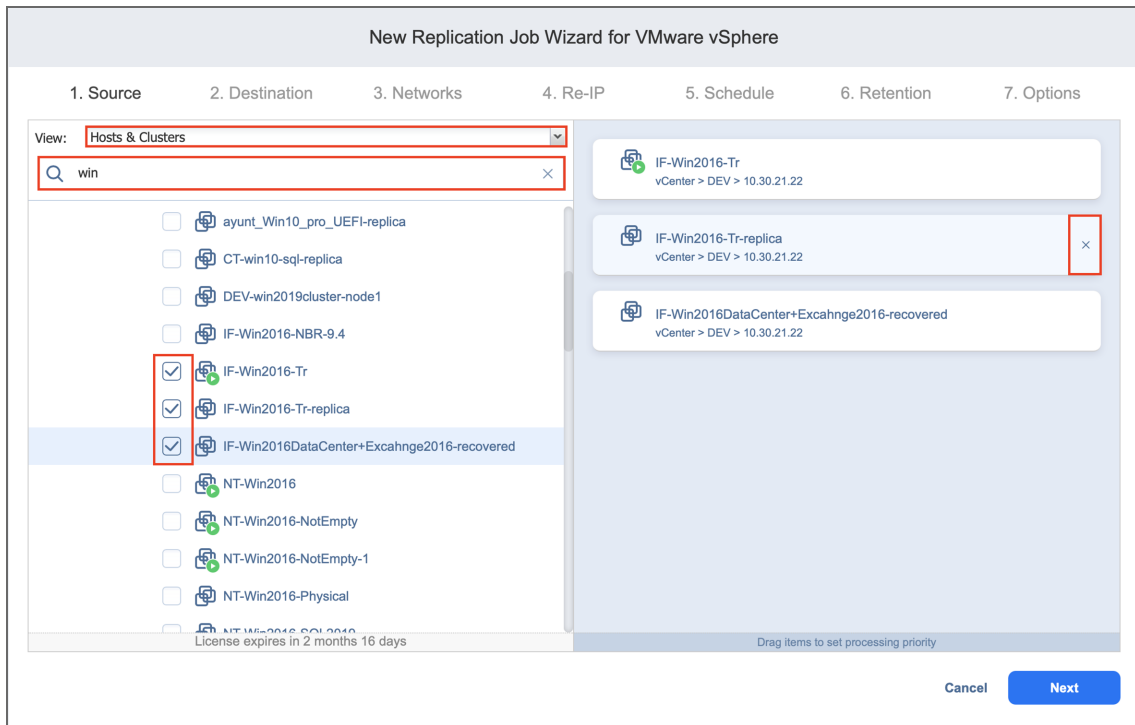 New Replication Job Wizard for VMware vSphere
1. Source 2. Destination 3. Networks 4. Re-IP 5. Schedule 6. Retention 7. Options
View: Hosts & Clusters
win
ayunt_Win10_pro_UEFI-replica
CT-win10-sql-replica
DEV-win2019cluster-node1
IF-Win2016-NBR-9.4
IF-Win2016-Tr
IF-Win2016-Tr-replica
IF-Win2016DataCenter+Excahnge2016-recovered
NT-Win2016
NT-Win2016-NotEmpty
NT-Win2016-NotEmpty-1
NT-Win2016-Physical
NT-Win2016-SQL2019
License expires in 2 months 16 days
IF-Win2016-Tr
vCenter > DEV > 10.30.21.22
IF-Win2016-Tr-replica
vCenter > DEV > 10.30.21.22
IF-Win2016DataCenter+Excahnge2016-recovered
vCenter > DEV > 10.30.21.22
Drag items to set processing priority
Cancel Next